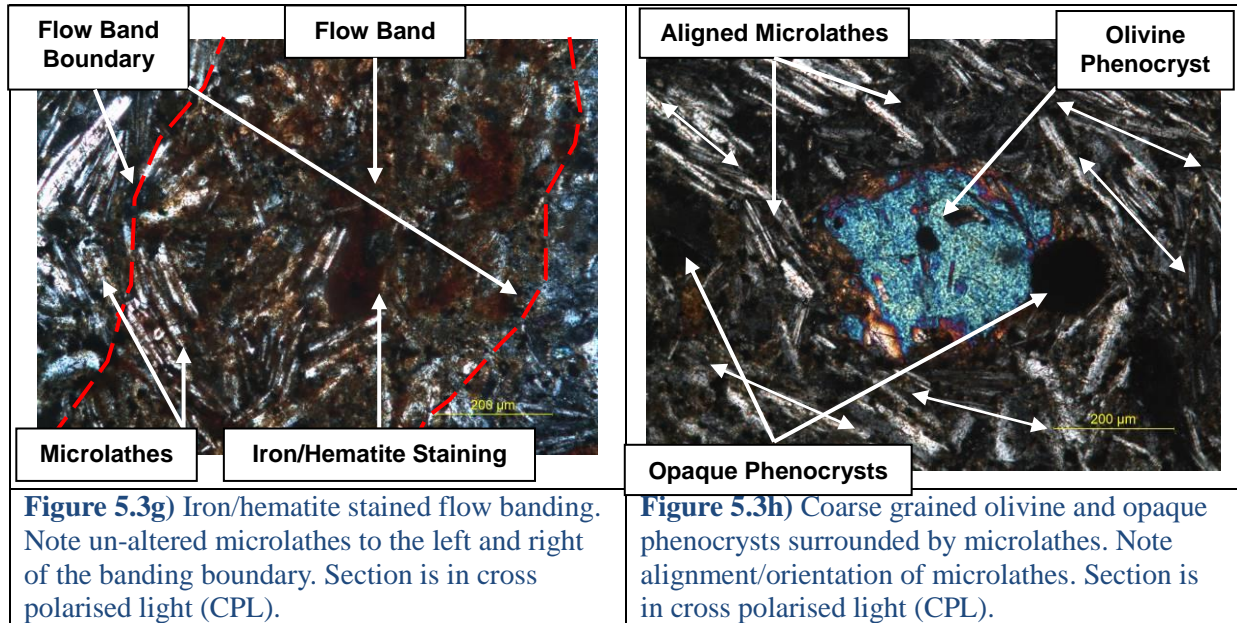 Flow Band
Boundary
Flow Band
200 µm
Microlathes
Iron/Hematite Staining
Figure 5.3g) Iron/hematite stained flow banding.
Note un-altered microlathes to the left and right
of the banding boundary. Section is in cross
polarised light (CPL).
Aligned Microlathes
Olivine
Phenocryst
200 µm
Opaque Phenocrysts
Figure 5.3h) Coarse grained olivine and opaque
phenocrysts surrounded by microlathes. Note
alignment/orientation of microlathes. Section is
in cross polarised light (CPL).